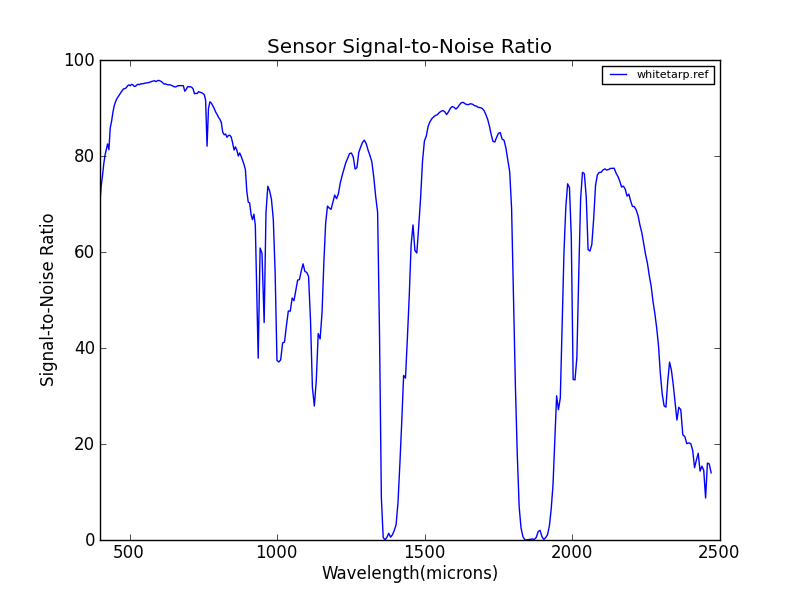 Sensor Signal-to-Noise Ratio
whitetarp.ref
100
80
60
40
20
0
Signal-to-Noise Ratio
500
1000
1500
2000
2500
Wavelength(microns)